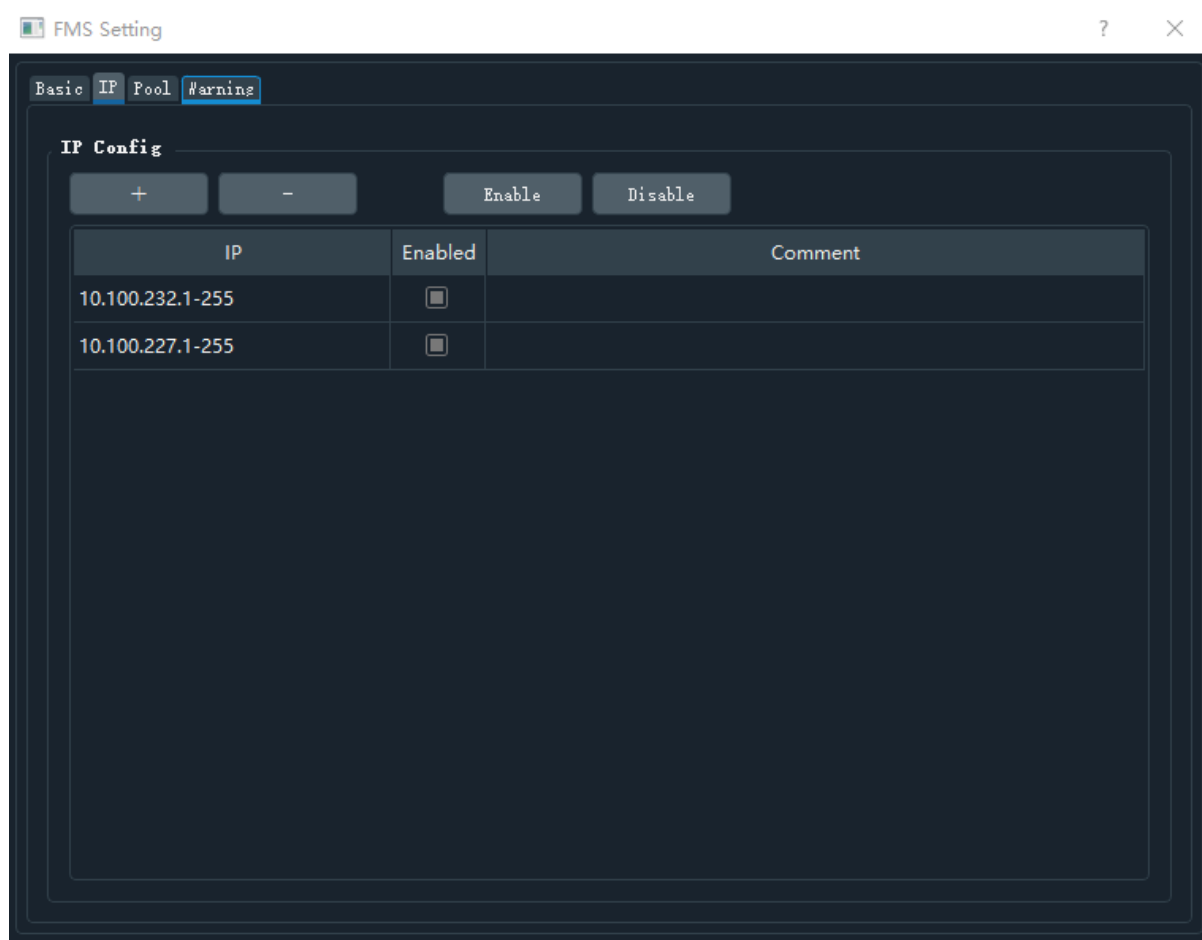 FMS Setting
Basic IP Pool Warning
IP Config
+ - Enable Disable
IP Enabled Comment
10.100.232.1-255
10.100.227.1-255